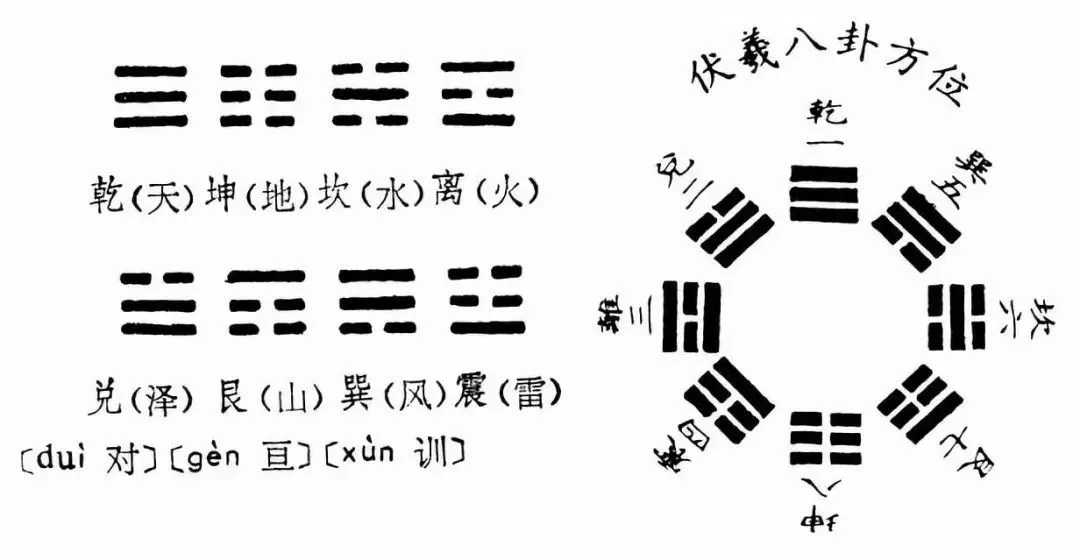 乾(天)坤(地)坎(水)离(火)
兑(泽)艮(山)巽(风)震(雷)
〔duì 对〕〔gèn 亘〕〔xùn 训〕
伏羲八卦方位
乾一
兑二
離三
震四
巽五
坎六
艮七
坤八